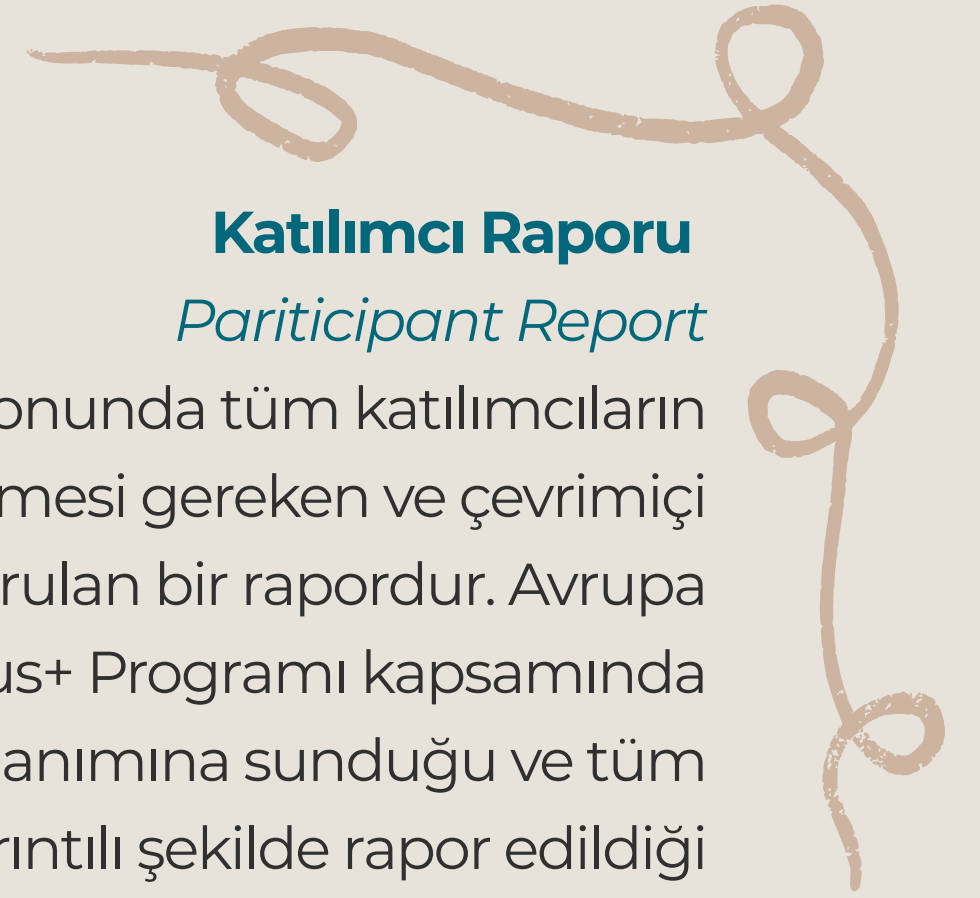 Katılımcı Raporu
Pariticipant Report
onunda tüm katılımcıların
mesi gereken ve çevrimiçi
rulan bir rapordur. Avrupa
us+ Programı kapsamında
anımına sunduğu ve tüm
rıntılı şekilde rapor edildiği